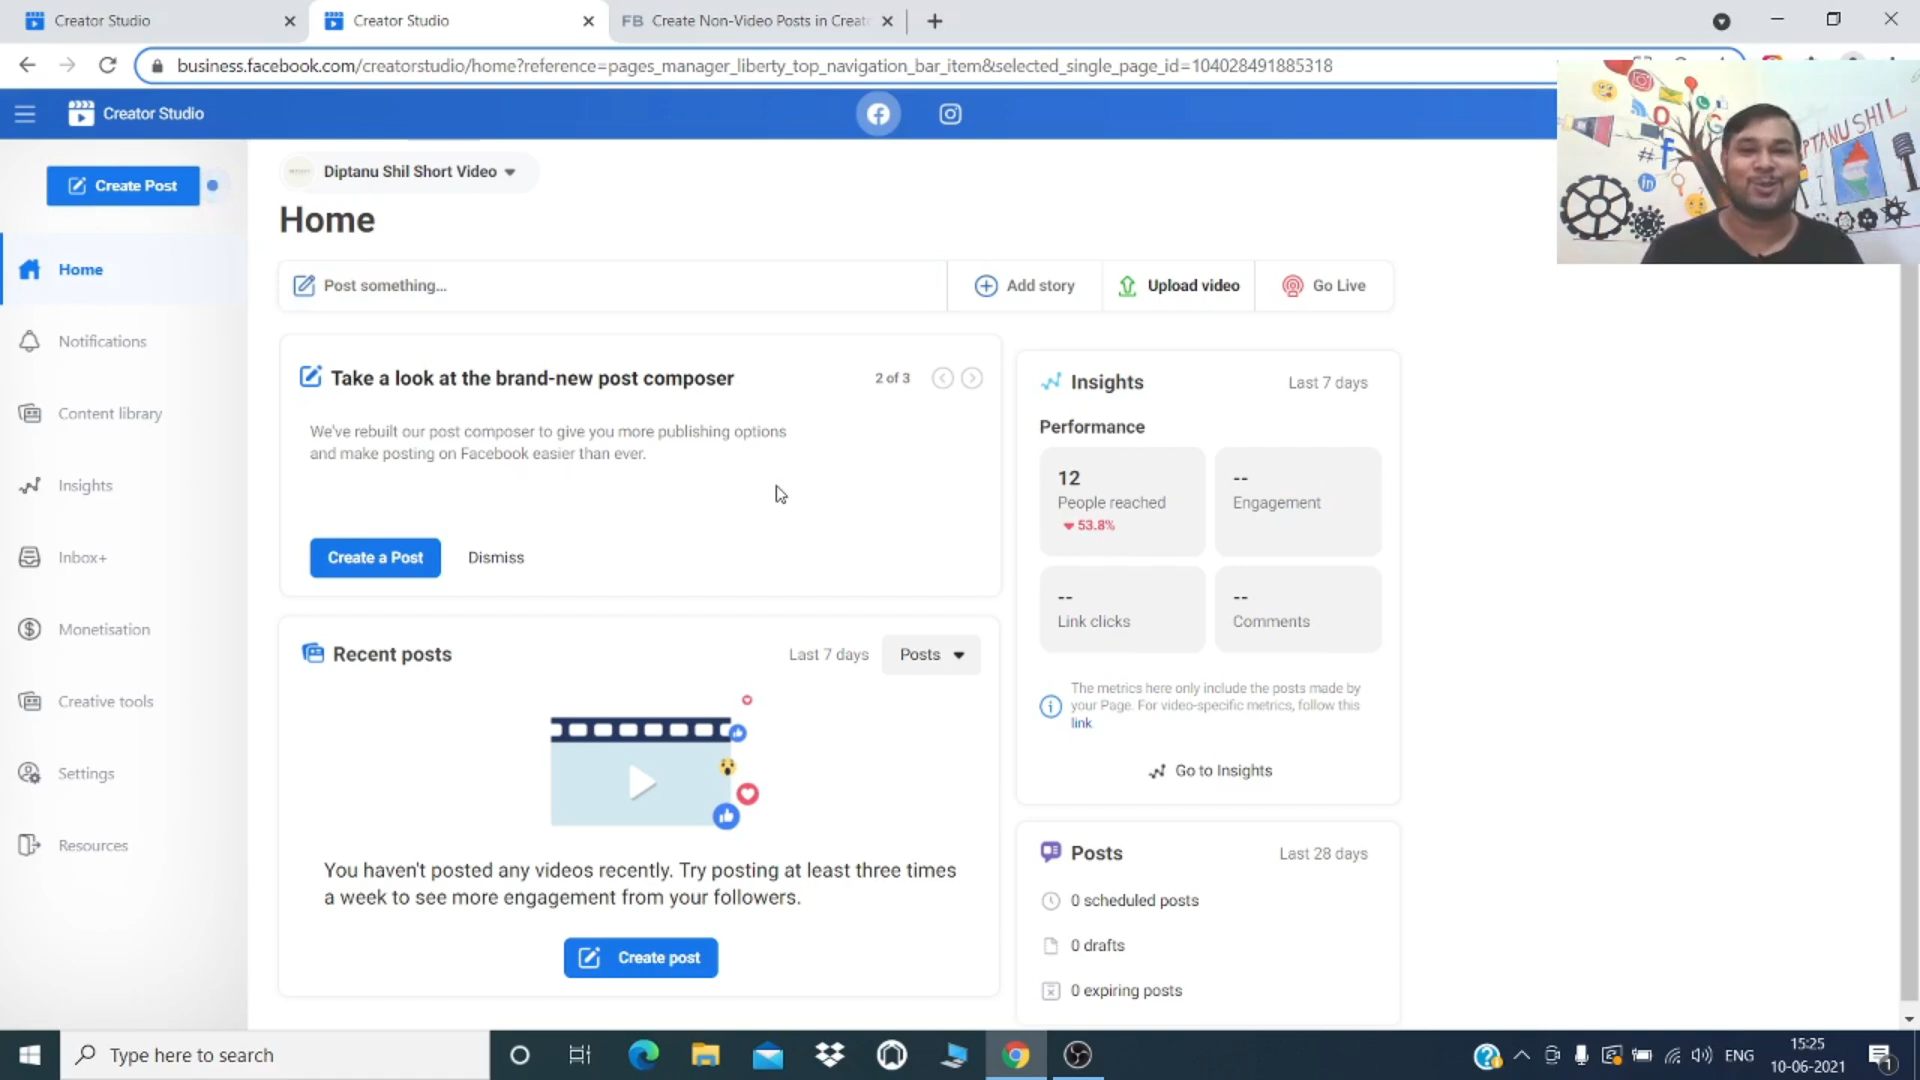 Creator Studio
Creator Studio
FB Create Non-Video Posts in Creat
business.facebook.com/creatorstudio/home?reference=pages_manager_liberty_top_navigation_bar_item&selected_single_page_id=104028491885318
Creator Studio
Create Post
Home
Notifications
Content library
Insights
Inbox+
Monetisation
Creative tools
Settings
Resources
Diptanu Shil Short Video
Home
Post something...
Add story
Upload video
Go Live
Take a look at the brand-new post composer
2 of 3
We've rebuilt our post composer to give you more publishing options
and make posting on Facebook easier than ever.
Create a Post
Dismiss
Recent posts
Last 7 days
Posts
You haven't posted any videos recently. Try posting at least three times
a week to see more engagement from your followers.
Create post
Insights
Last 7 days
Performance
12
People reached
53.8%
--
Engagement
--
Link clicks
--
Comments
The metrics here only include the posts made by
your Page. For video-specific metrics, follow this
link.
Go to Insights
Posts
Last 28 days
0 scheduled posts
0 drafts
0 expiring posts
PTANU SHIL
Type here to search
ENG
15:25
10-06-2021
1